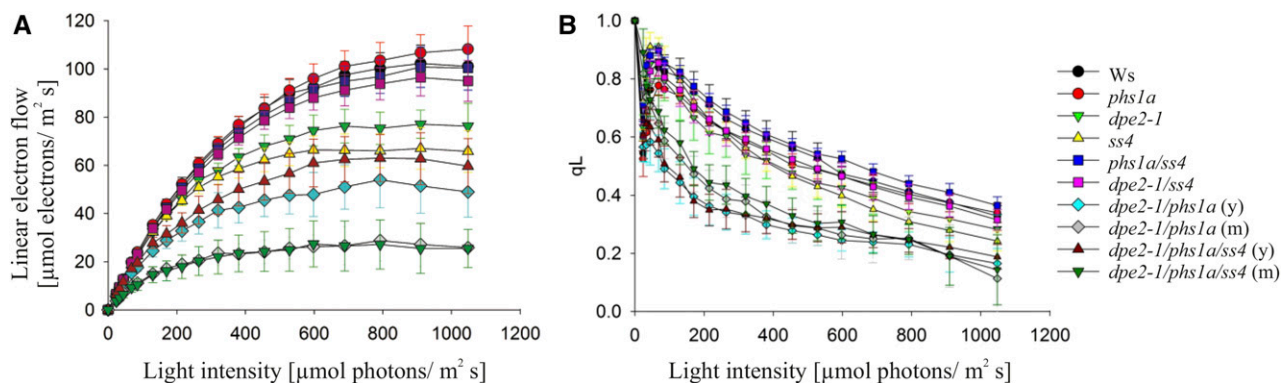 A
Linear electron flow
[µmol electrons/ m² s]
120
100
80
60
40
20
0
0
200
400
600
800
1000
1200
Light intensity [µmol photons/ m² s]
B
qL
1.0
0.8
0.6
0.4
0.2
0.0
0
200
400
600
800
1000
1200
Light intensity [µmol photons/ m² s]
Ws
phs1a
dpe2-1
ss4
phs1a/ss4
dpe2-1/ss4
dpe2-1/phs1a (y)
dpe2-1/phs1a (m)
dpe2-1/phs1a/ss4 (y)
dpe2-1/phs1a/ss4 (m)